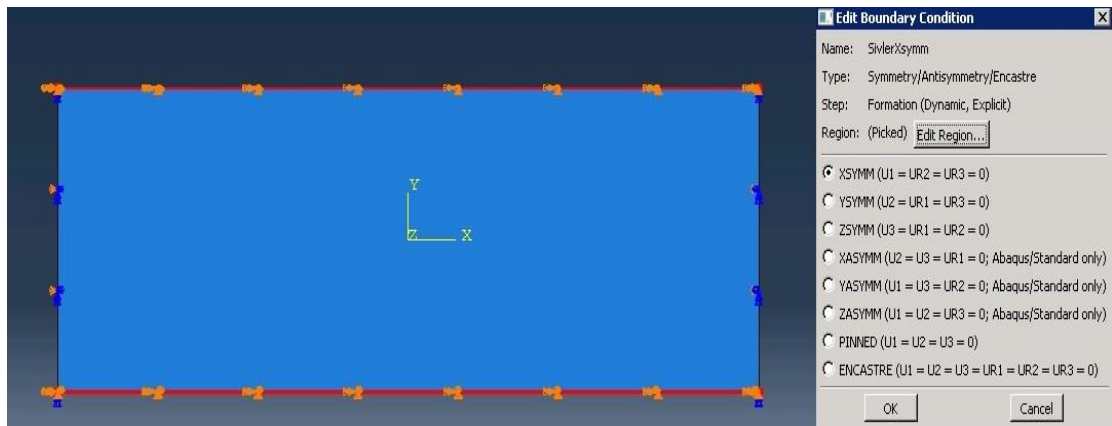 Y
Z X
Edit Boundary Condition
Name: SivlerXsymm
Type: Symmetry/Antisymmetry/Encastre
Step: Formation (Dynamic, Explicit)
Region: (Picked) Edit Region...
XSYMM (U1 = UR2 = UR3 = 0)
YSYMM (U2 = UR1 = UR3 = 0)
ZSYMM (U3 = UR1 = UR2 = 0)
XASYMM (U2 = U3 = UR1 = 0; Abaqus/Standard only)
YASYMM (U1 = U3 = UR2 = 0; Abaqus/Standard only)
ZASYMM (U1 = U2 = UR3 = 0; Abaqus/Standard only)
PINNED (U1 = U2 = U3 = 0)
ENCASTRE (U1 = U2 = U3 = UR1 = UR2 = UR3 = 0)
OK Cancel